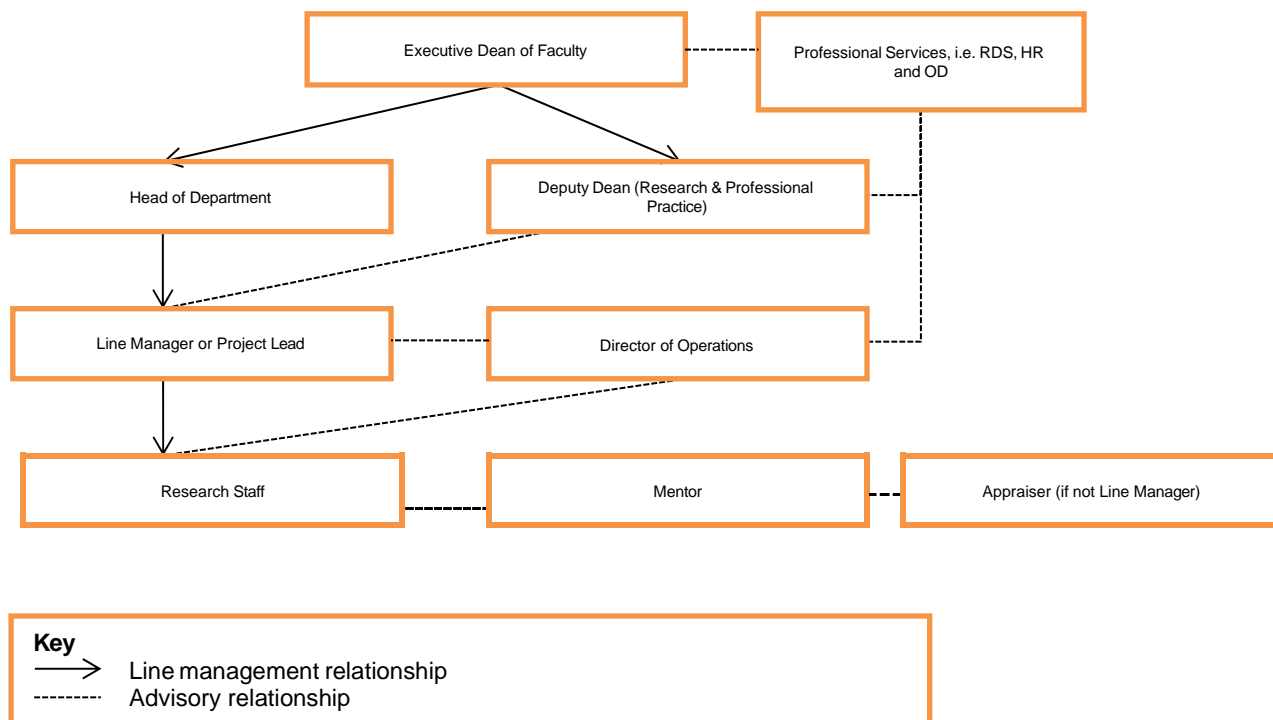 Executive Dean of Faculty
Professional Services, i.e. RDS, HR
and OD
Head of Department
Deputy Dean (Research & Professional
Practice)
Line Manager or Project Lead
Director of Operations
Research Staff
Mentor
Appraiser (if not Line Manager)
Key
Line management relationship
Advisory relationship